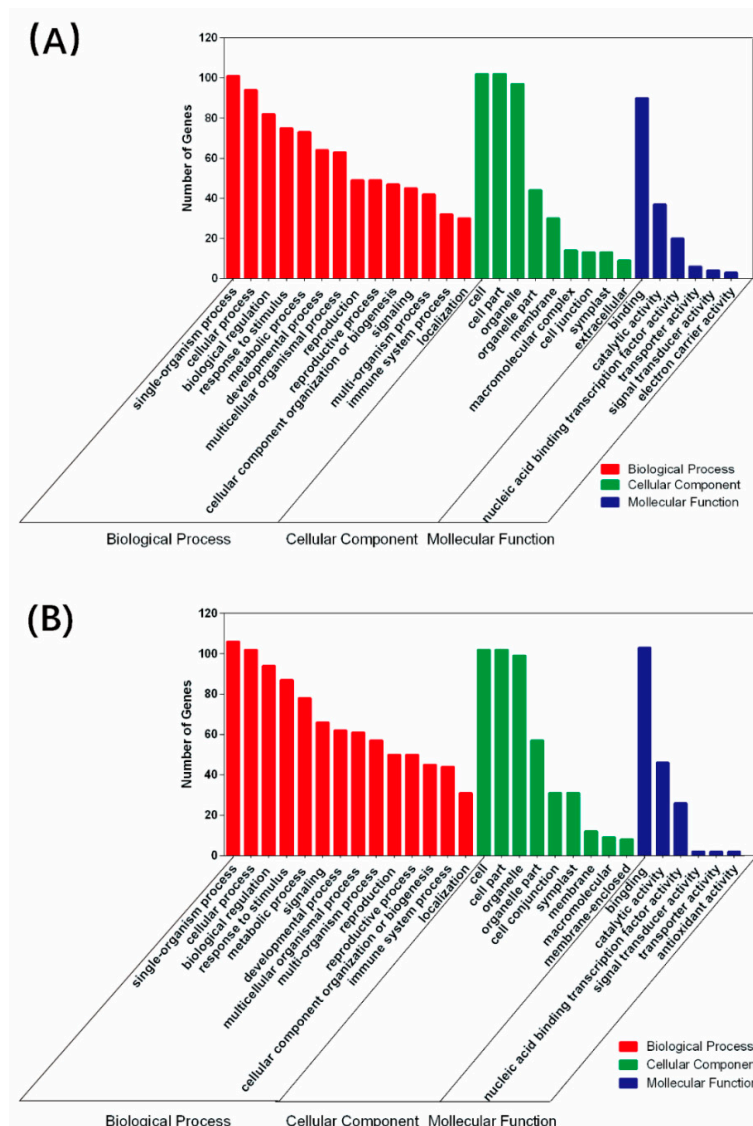 (A)
120
100
80
60
40
20
0
Number of Genes
single-organism process
cellular process
biological regulation
response to stimulus
metabolic process
developmental process
multicellular organismal process
reproduction
reproductive process
cellular component organization or biogenesis
signaling
multi-organism process
immune system process
localization
cell
cell part
organelle
organelle part
membrane
macromolecular complex
cell junction
symplast
extracellular
binding
catalytic activity
nucleic acid binding transcription factor activity
transporter activity
signal transducer activity
electron carrier activity
Biological Process
Cellular Component
Mollecular Function
Biological Process Cellular Component Mollecular Function
(B)
120
100
80
60
40
20
0
Number of Genes
single-organism process
cellular process
biological regulation
response to stimulus
metabolic process
signaling
developmental process
multicellular organismal process
multi-organism process
reproduction
reproductive process
cellular component organization or biogenesis
immune system process
localization
cell
cell part
organelle
organelle part
cell conjunction
symplast
membrane
macromolecular
membrane-enclosed
bingding
catalytic activity
nucleic acid binding transcription factor activity
signal transducer activity
transporter activity
antioxidant activity
Biological Process
Cellular Component
Mollecular Function
Biological Process Cellular Component Mollecular Function